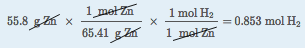 55.8 g Zn × 1 mol Zn / 65.41 g Zn × 1 mol H₂ / 1 mol Zn = 0.853 mol H₂